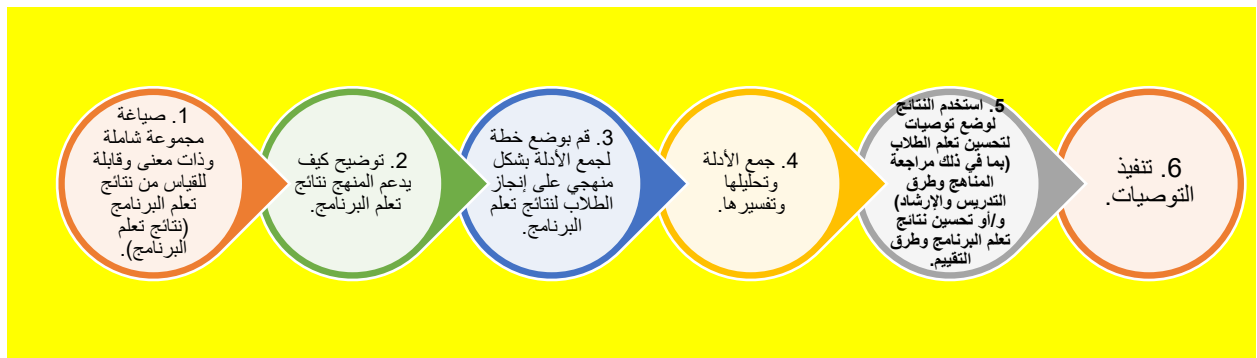 1. صياغة
مجموعة شاملة
وذات معنى وقابلة
للقياس من نتائج
تعلم البرنامج
(نتائج تعلم
البرنامج).
2. توضيح كيف
يدعم المنهج نتائج
تعلم البرنامج.
3. قم بوضع خطة
لجمع الأدلة بشكل
منهجي على إنجاز
الطلاب لنتائج تعلم
البرنامج.
4. جمع الأدلة
وتحليلها
وتفسيرها.
5. استخدم النتائج
لوضع توصيات
لتحسين تعلم الطلاب
(بما في ذلك مراجعة
المناهج وطرق
التدريس والإرشاد)
و/أو تحسين نتائج
تعلم البرنامج وطرق
التقييم.
6. تنفيذ
التوصيات.